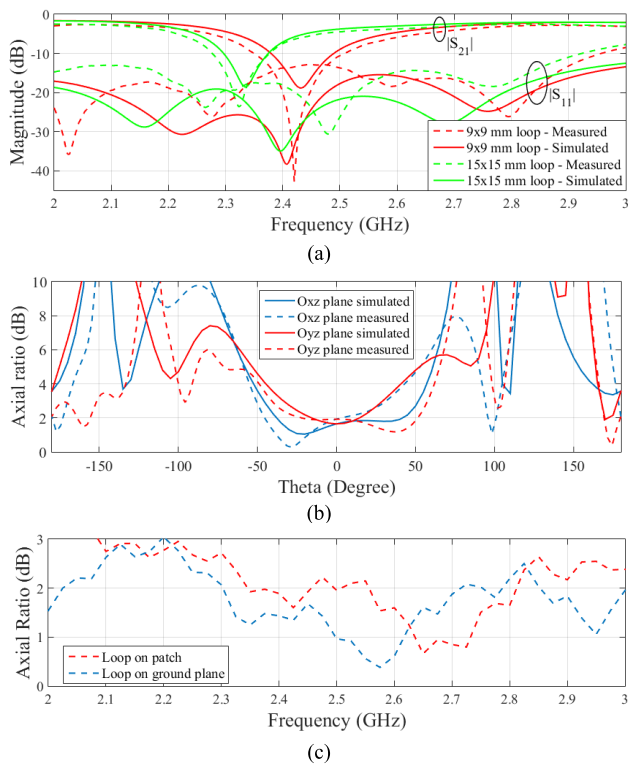 0
-10
-20
-30
-40
Magnitude (dB)
|S21|
|S11|
9x9 mm loop - Measured
9x9 mm loop - Simulated
15x15 mm loop - Measured
15x15 mm loop - Simulated
2 2.1 2.2 2.3 2.4 2.5 2.6 2.7 2.8 2.9 3
Frequency (GHz)
(a)
10
8
6
4
2
0
Axial ratio (dB)
Oxz plane simulated
Oxz plane measured
Oyz plane simulated
Oyz plane measured
-150 -100 -50 0 50 100 150
Theta (Degree)
(b)
3
2
1
0
Axial Ratio (dB)
Loop on patch
Loop on ground plane
2 2.1 2.2 2.3 2.4 2.5 2.6 2.7 2.8 2.9 3
Frequency (GHz)
(c)